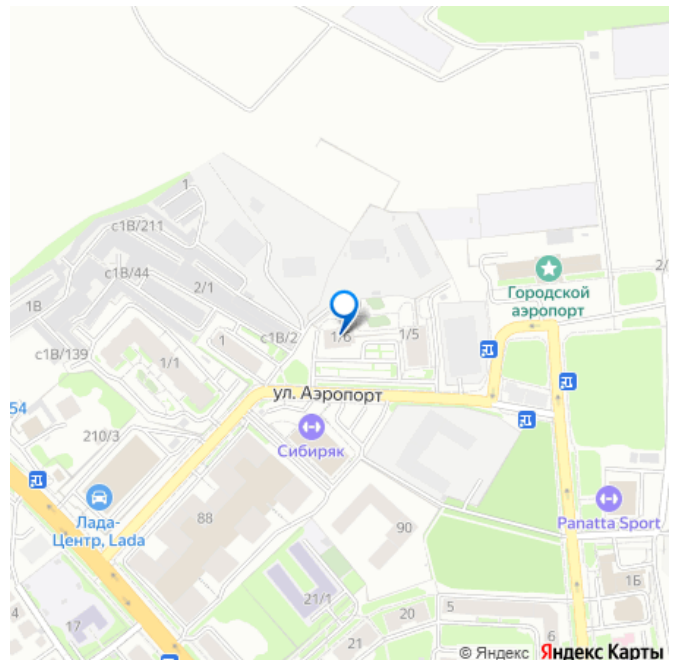 1
с1В/211
с1В/44
2/1
1В
с1В/139
1/1
1
с1В/2
1/6
1/5
Городской
аэропорт
2/
ул. Аэропорт
54
210/3
Сибиряк
Лада-
Центр, Lada
88
90
Panatta Sport
1Б
4
17
21/1
21
20
5
6
© Яндекс Яндекс Карты